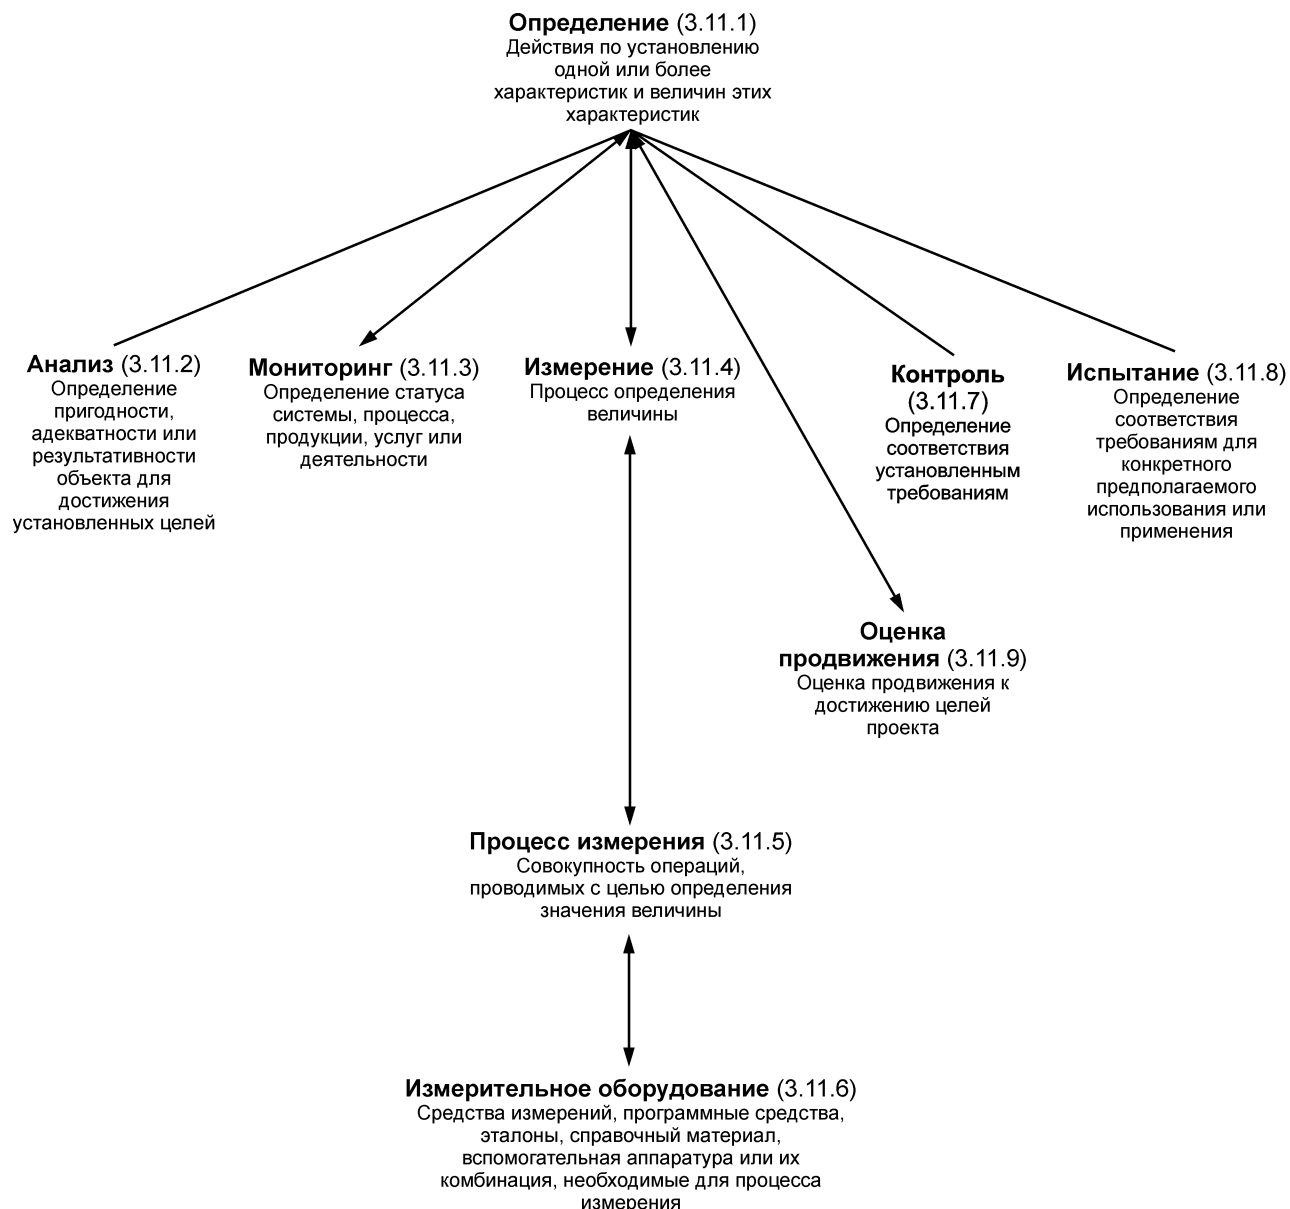 Определение (3.11.1)
Действия по установлению
одной или более
характеристик и величин этих
характеристик
Анализ (3.11.2)
Определение
пригодности,
адекватности или
результативности
объекта для
достижения
установленных целей
Мониторинг (3.11.3)
Определение статуса
системы, процесса,
продукции, услуг или
деятельности
Измерение (3.11.4)
Процесс определения
величины
Контроль
(3.11.7)
Определение
соответствия
установленным
требованиям
Испытание (3.11.8)
Определение
соответствия
требованиям для
конкретного
предполагаемого
использования или
применения
Оценка
продвижения (3.11.9)
Оценка продвижения к
достижению целей
проекта
Процесс измерения (3.11.5)
Совокупность операций,
проводимых с целью определения
значения величины
Измерительное оборудование (3.11.6)
Средства измерений, программные средства,
эталоны, справочный материал,
вспомогательная аппаратура или их
комбинация, необходимые для процесса
измерения